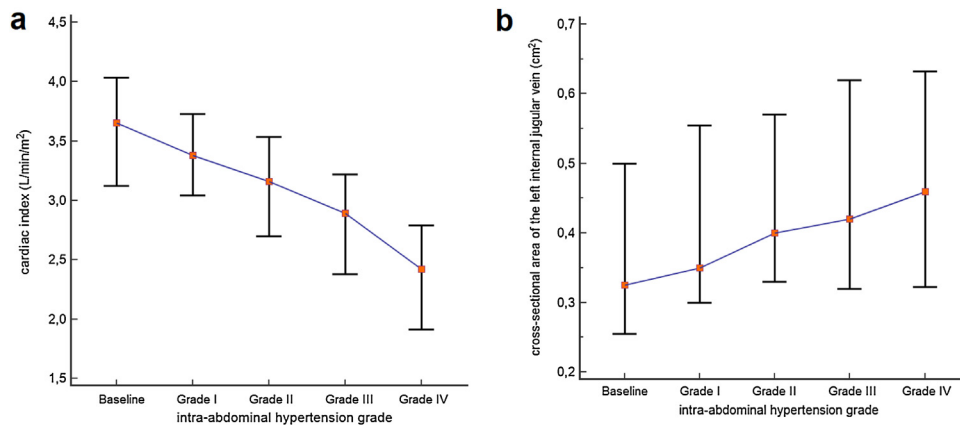 a
4,5
4,0
3,5
3,0
2,5
2,0
1,5
cardiac index (L/min/m²)
Baseline Grade I Grade II Grade III Grade IV
intra-abdominal hypertension grade
b
0,7
0,6
0,5
0,4
0,3
0,2
cross-sectional area of the left internal jugular vein (cm²)
Baseline Grade I Grade II Grade III Grade IV
intra-abdominal hypertension grade